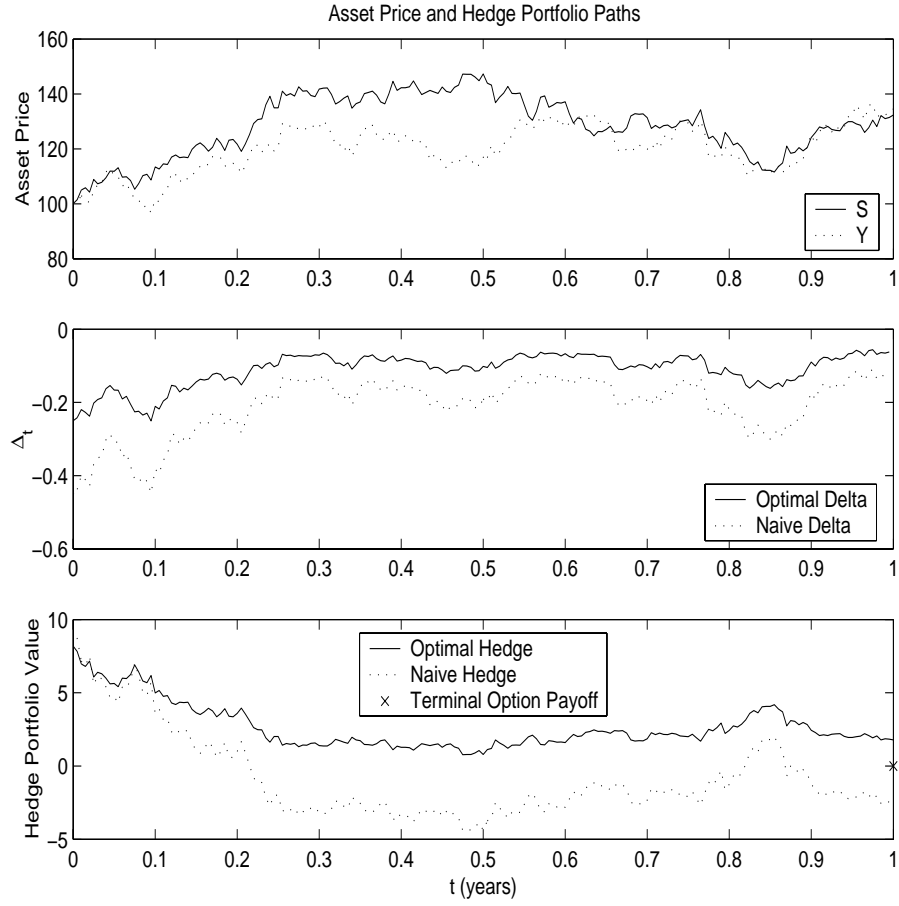 Asset Price and Hedge Portfolio Paths
160
140
120
100
80
Asset Price
S
Y
0 0.1 0.2 0.3 0.4 0.5 0.6 0.7 0.8 0.9 1
0
−0.2
−0.4
−0.6
Δt
Optimal Delta
Naive Delta
0 0.1 0.2 0.3 0.4 0.5 0.6 0.7 0.8 0.9 1
10
5
0
−5
Hedge Portfolio Value
Optimal Hedge
Naive Hedge
Terminal Option Payoff
0 0.1 0.2 0.3 0.4 0.5 0.6 0.7 0.8 0.9 1
t (years)